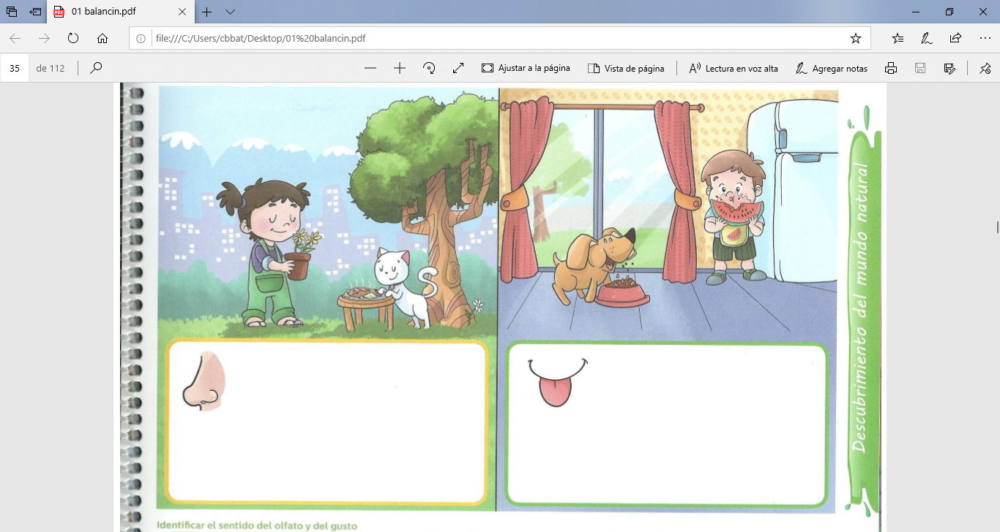 01 balancin.pdf
file:///C:/Users/cbbat/Desktop/01%20balancin.pdf
35 de 112
Ajustar a la página
Vista de página
Lectura en voz alta
Agregar notas
Descubrimiento del mundo natural
Identificar el sentido del olfato y del gusto